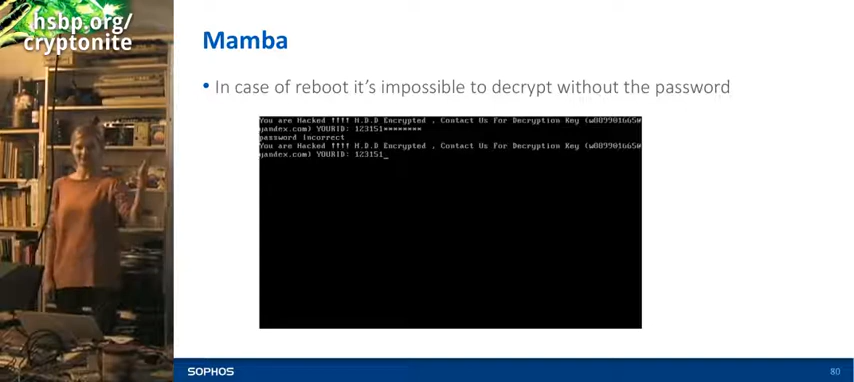 hsbp.org/
cryptonite
Mamba
• In case of reboot it's impossible to decrypt without the password
You are Hacked !!!! H.D.D Encrypted , Contact Us For Decryption Key (w889901665@
yandex.com) YOURID: 123151********
password incorrect
You are Hacked !!!! H.D.D Encrypted , Contact Us For Decryption Key (w889901665@
yandex.com) YOURID: 123151_
SOPHOS
80